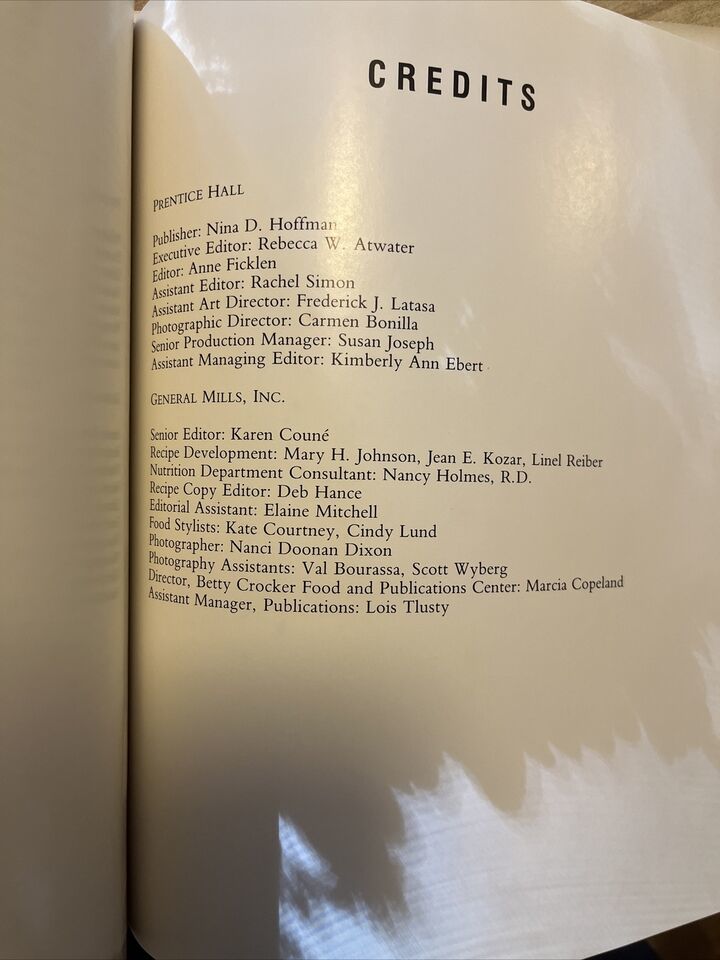 CREDITS
PRENTICE HALL
Publisher: Nina D. Hoffman
Executive Editor: Rebecca W. Atwater
Editor: Anne Ficklen
Assistant Editor: Rachel Simon
Assistant Art Director: Frederick J. Latasa
Photographic Director: Carmen Bonilla
Senior Production Manager: Susan Joseph
Assistant Managing Editor: Kimberly Ann Ebert
GENERAL MILLS, INC.
Senior Editor: Karen Couné
Recipe Development: Mary H. Johnson, Jean E. Kozar, Linel Reiber
Nutrition Department Consultant: Nancy Holmes, R.D.
Recipe Copy Editor: Deb Hance
Editorial Assistant: Elaine Mitchell
Food Stylists: Kate Courtney, Cindy Lund
Photographer: Nanci Doonan Dixon
Photography Assistants: Val Bourassa, Scott Wyberg
Director, Betty Crocker Food and Publications Center: Marcia Copeland
Assistant Manager, Publications: Lois Tlusty